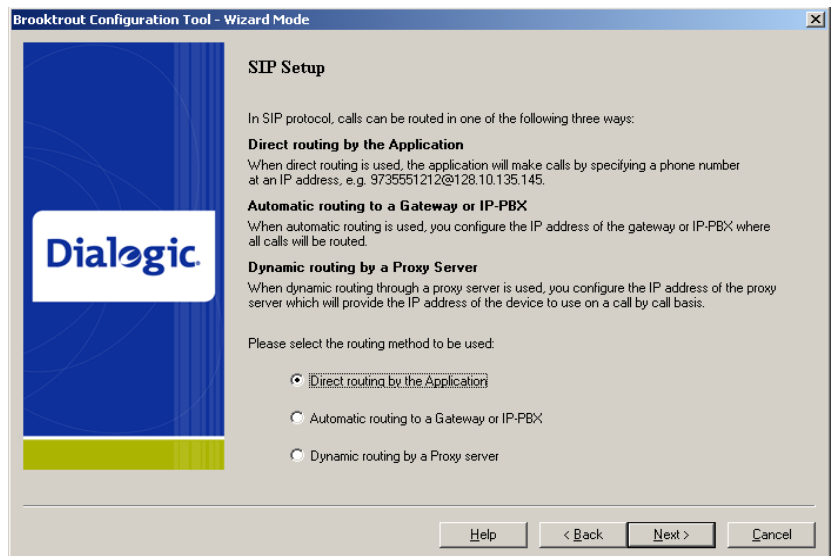 Brooktrout Configuration Tool - Wizard Mode
SIP Setup
In SIP protocol, calls can be routed in one of the following three ways:
Direct routing by the Application
When direct routing is used, the application will make calls by specifying a phone number
at an IP address, e.g. 9735551212@128.10.135.145.
Automatic routing to a Gateway or IP-PBX
When automatic routing is used, you configure the IP address of the gateway or IP-PBX where
all calls will be routed.
Dynamic routing by a Proxy Server
When dynamic routing through a proxy server is used, you configure the IP address of the proxy
server which will provide the IP address of the device to use on a call by call basis.
Dialogic.
Please select the routing method to be used:
Direct routing by the Application
Automatic routing to a Gateway or IP-PBX
Dynamic routing by a Proxy server
Help
< Back
Next >
Cancel